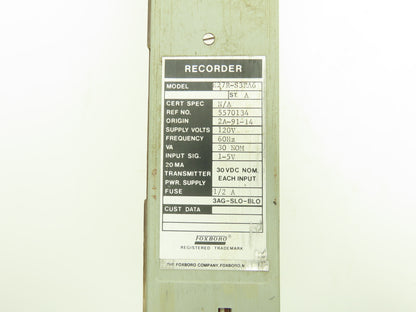 RECORDER
MODEL
ST A
CERT SPEC N/A
REF NO. 5570134
ORIGIN 2A-91-14
SUPPLY VOLTS 120V
FREQUENCY 60Hz
VA 30 NOM
INPUT SIG. 1-5V
20 MA
TRANSMITTER 30 VDC NOM.
PWR. SUPPLY EACH INPUT
FUSE 1/2 A
3AG-SLO-BLO
CUST DATA
FOXBORO®
REGISTERED TRADEMARK
THE FOXBORO COMPANY, FOXBORO,